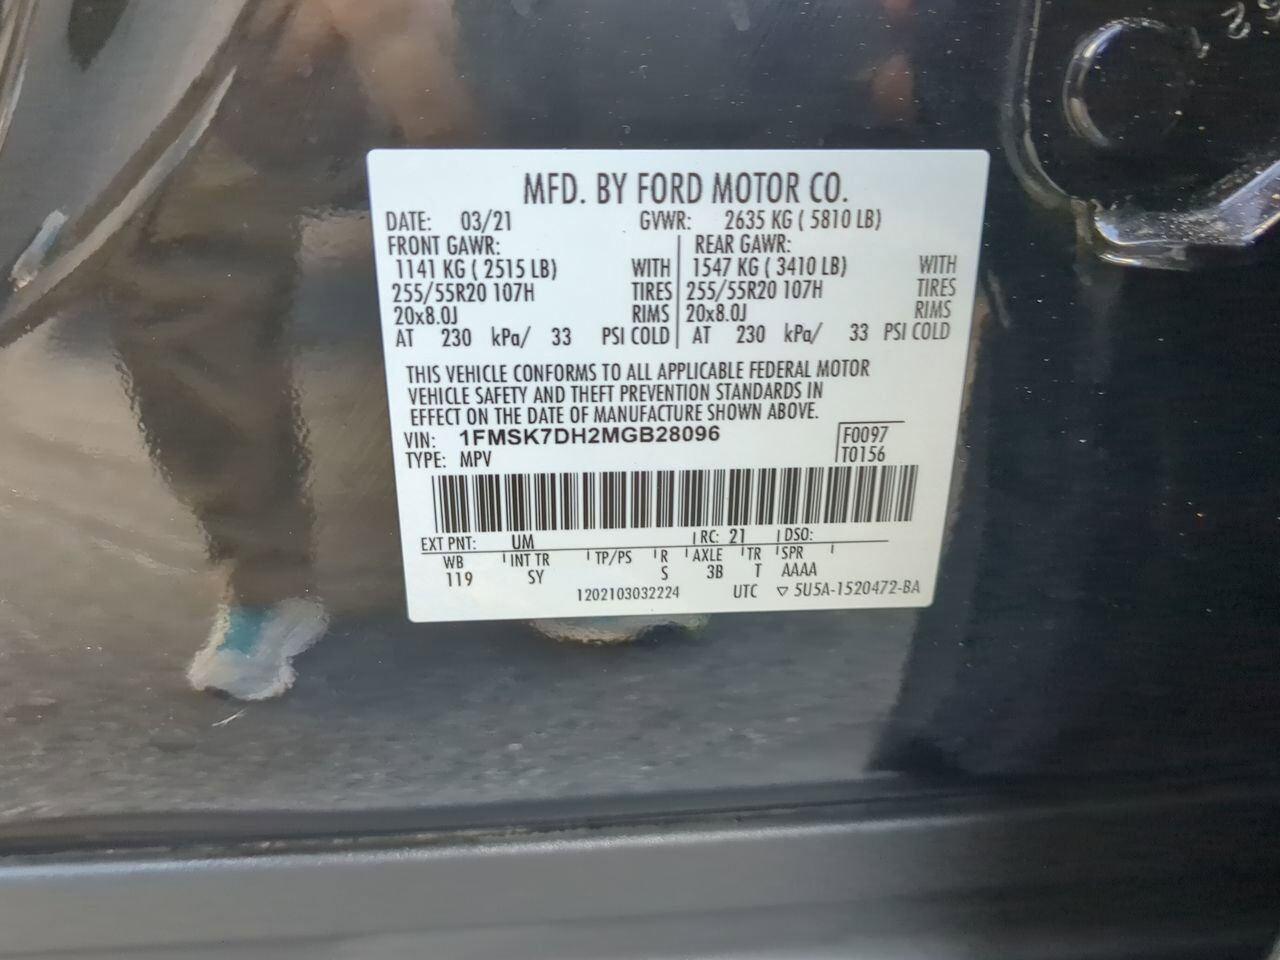 MFD. BY FORD MOTOR CO.
DATE: 03/21 GVWR: 2635 KG ( 5810 LB)
FRONT GAWR: REAR GAWR:
1141 KG ( 2515 LB) WITH 1547 KG ( 3410 LB) WITH
255/55R20 107H TIRES 255/55R20 107H TIRES
20x8.0J RIMS 20x8.0J RIMS
AT 230 kPa/ 33 PSI COLD AT 230 kPa/ 33 PSI COLD
THIS VEHICLE CONFORMS TO ALL APPLICABLE FEDERAL MOTOR
VEHICLE SAFETY AND THEFT PREVENTION STANDARDS IN
EFFECT ON THE DATE OF MANUFACTURE SHOWN ABOVE.
VIN: 1FMSK7DH2MGB28096 F0097
TYPE: MPV T0156
EXT PNT: UM RC: 21 DSO:
WB INT TR TP/PS R AXLE TR SPR
119 SY S 3B T AAAA
1202103032224 UTC ▽ 5U5A-1520472-BA